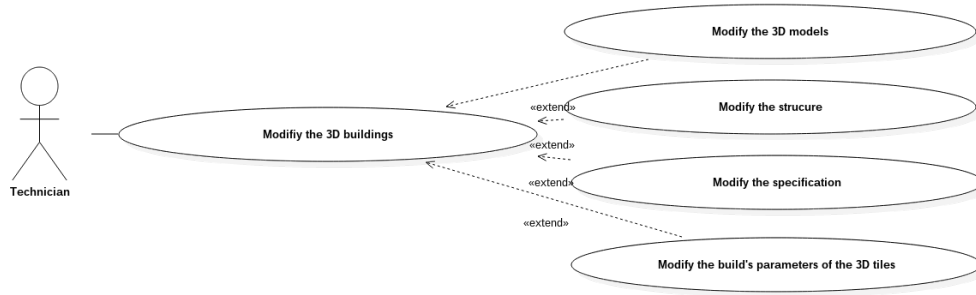 Modify the 3D models
«extend»
Modify the strucure
Modifiy the 3D buildings
«extend»
«extend»
Modify the specification
Technician
«extend»
Modify the build's parameters of the 3D tiles